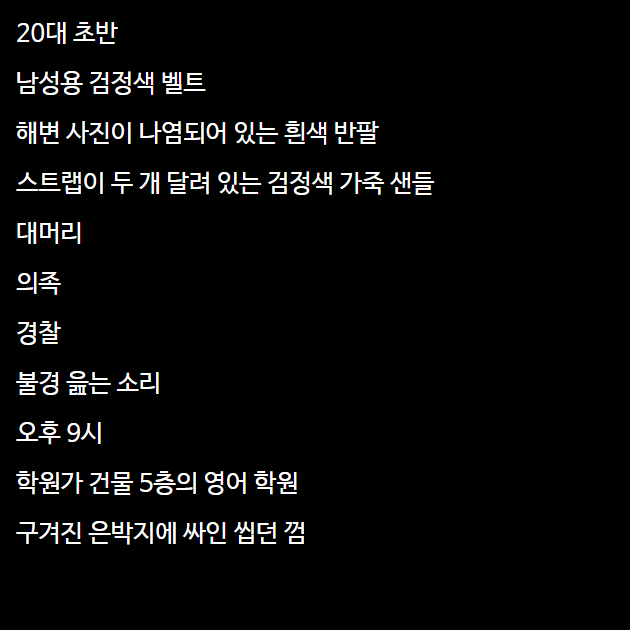 20대 초반
남성용 검정색 벨트
해변 사진이 나염되어 있는 흰색 반팔
스트랩이 두 개 달려 있는 검정색 가죽 샌들
대머리
의족
경찰
불경 읊는 소리
오후 9시
학원가 건물 5층의 영어 학원
구겨진 은박지에 싸인 씹던 껌